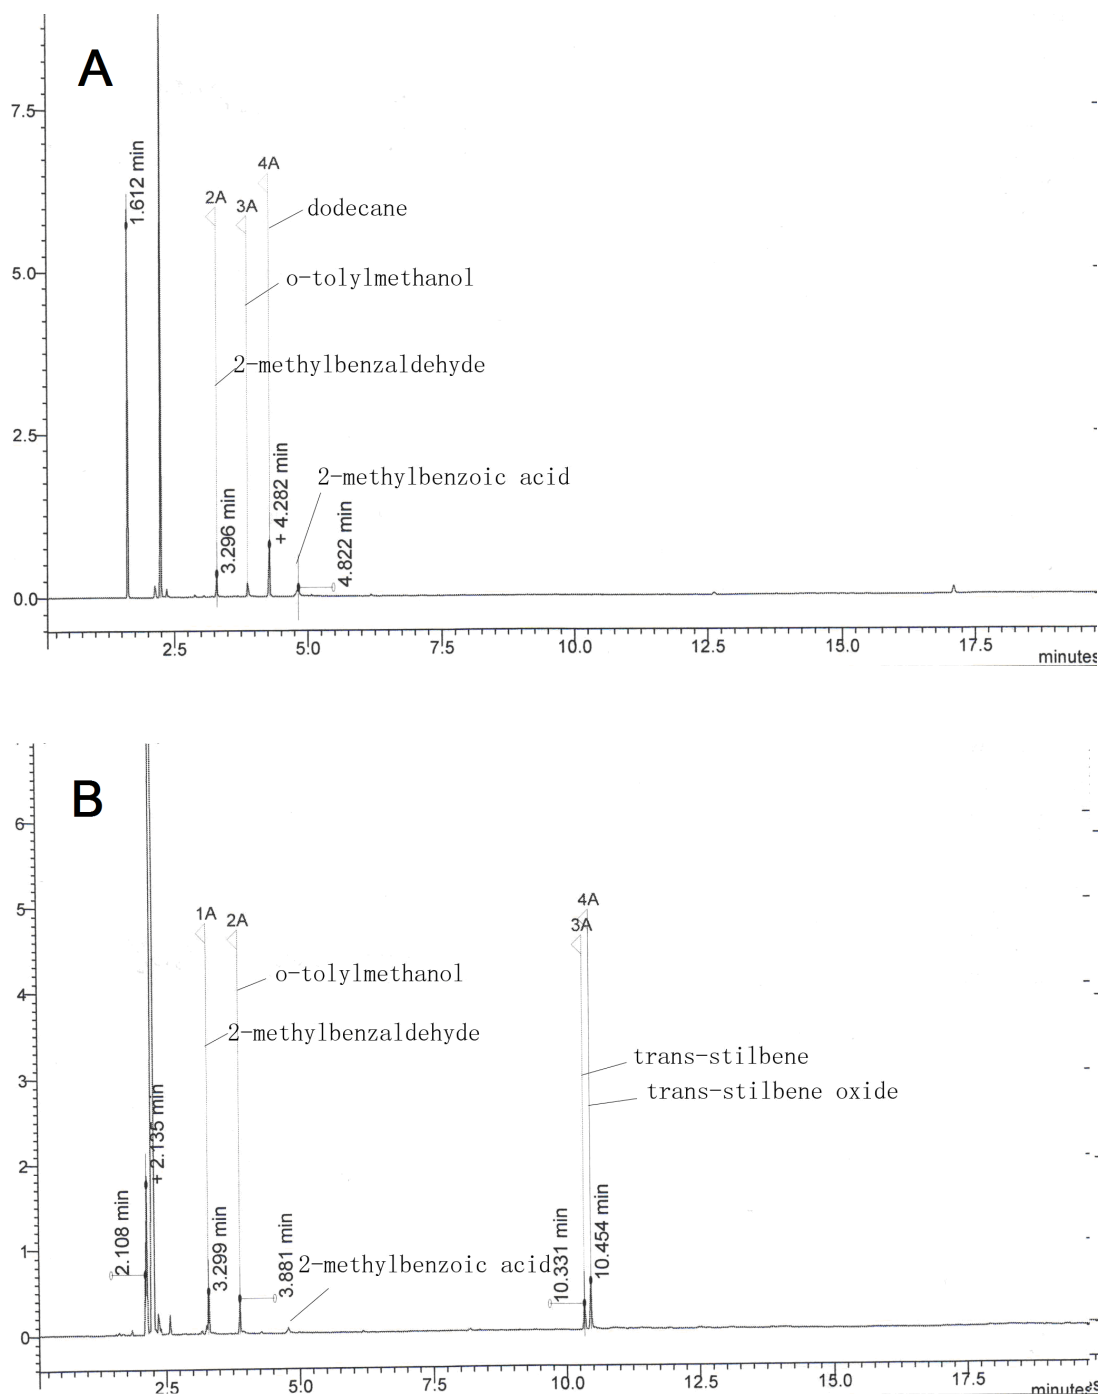 A
7.5
5.0
2.5
0.0
1.612 min
2A
3A
4A
dodecane
o-tolylmethanol
2-methylbenzaldehyde
2-methylbenzoic acid
3.296 min
+ 4.282 min
4.822 min
2.5
5.0
7.5
10.0
12.5
15.0
17.5
minutes
B
6
5
4
3
2
1
0
1A
2A
3A
4A
o-tolylmethanol
2-methylbenzaldehyde
trans-stilbene
trans-stilbene oxide
2-methylbenzoic acid
2.108 min
+ 2.135 min
3.299 min
3.881 min
10.331 min
10.454 min
2.5
5.0
7.5
10.0
12.5
15.0
17.5
minutes